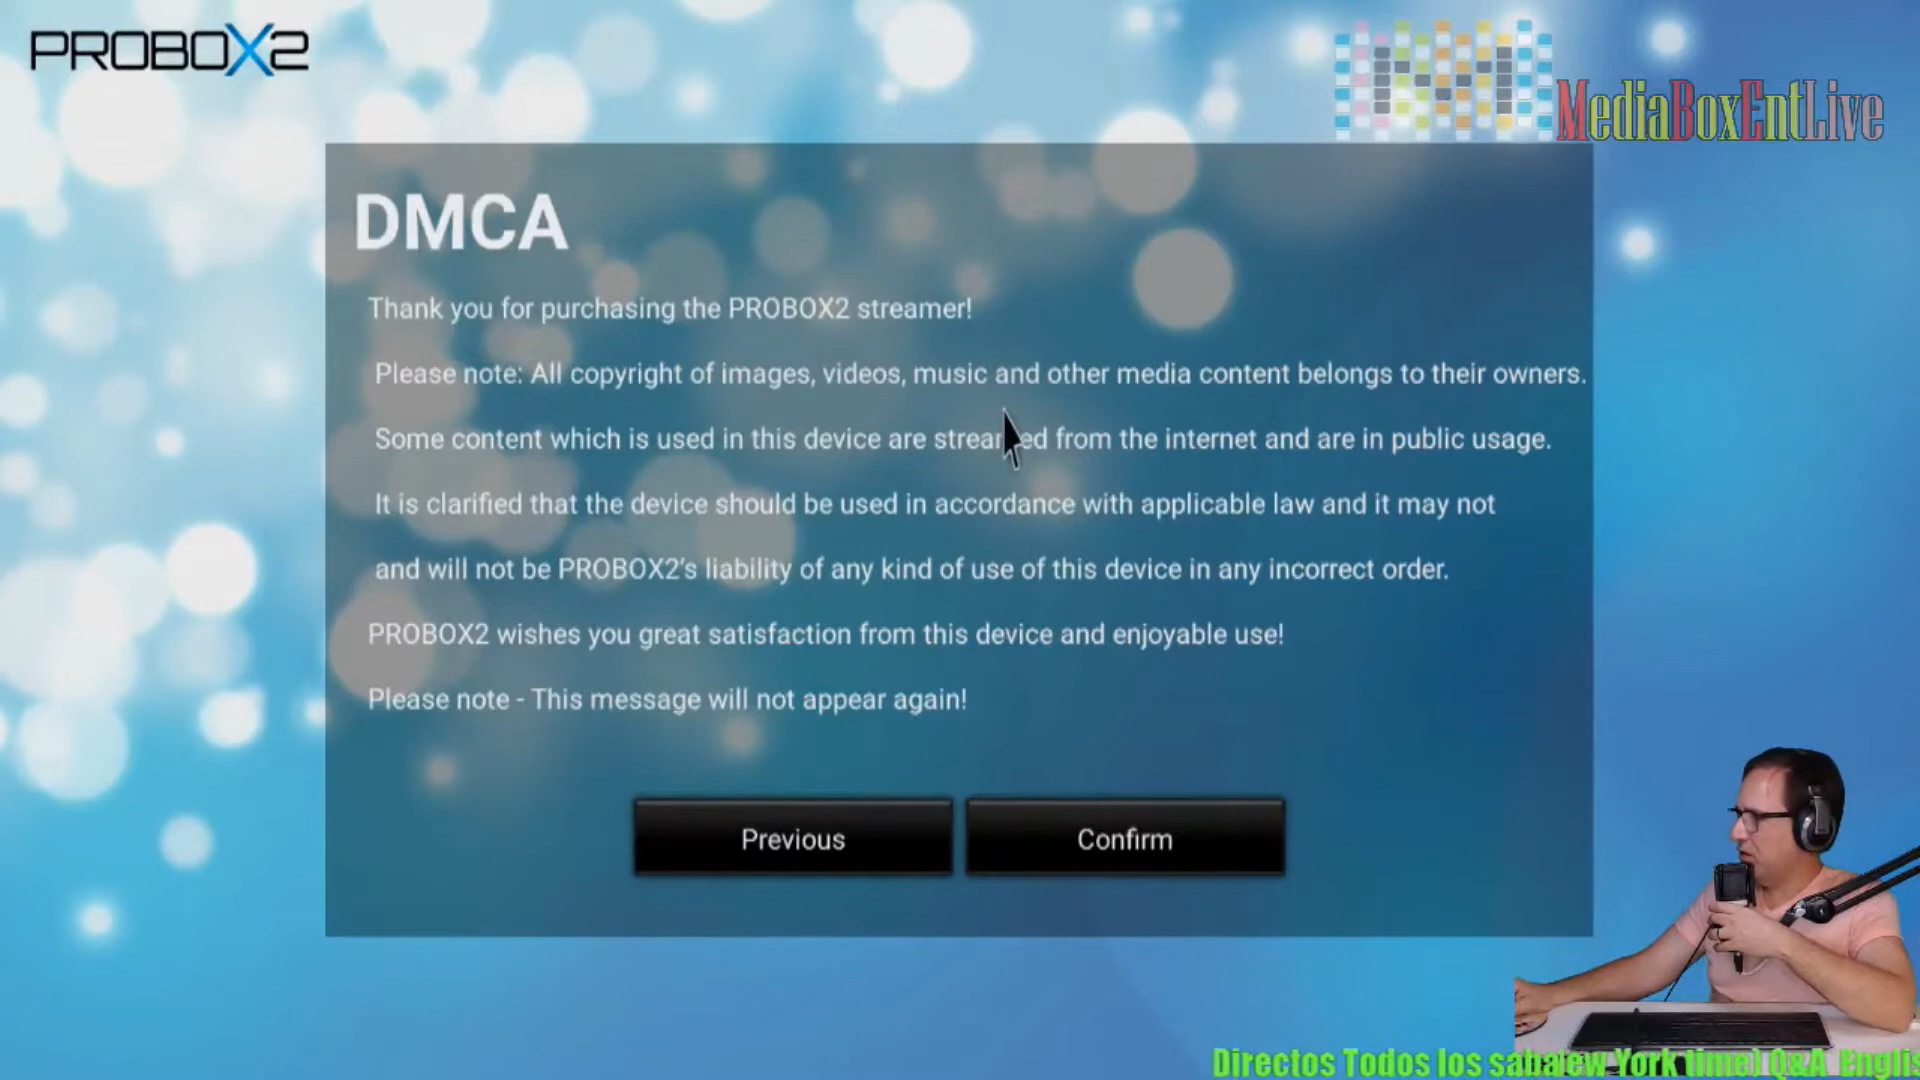 PROBOX2
MediaBoxEntLive
DMCA
Thank you for purchasing the PROBOX2 streamer!
Please note: All copyright of images, videos, music and other media content belongs to their owners.
Some content which is used in this device are streamed from the internet and are in public usage.
It is clarified that the device should be used in accordance with applicable law and it may not
and will not be PROBOX2's liability of any kind of use of this device in any incorrect order.
PROBOX2 wishes you great satisfaction from this device and enjoyable use!
Please note - This message will not appear again!
Previous
Confirm
Directos Todos los York time) Q&A Englis